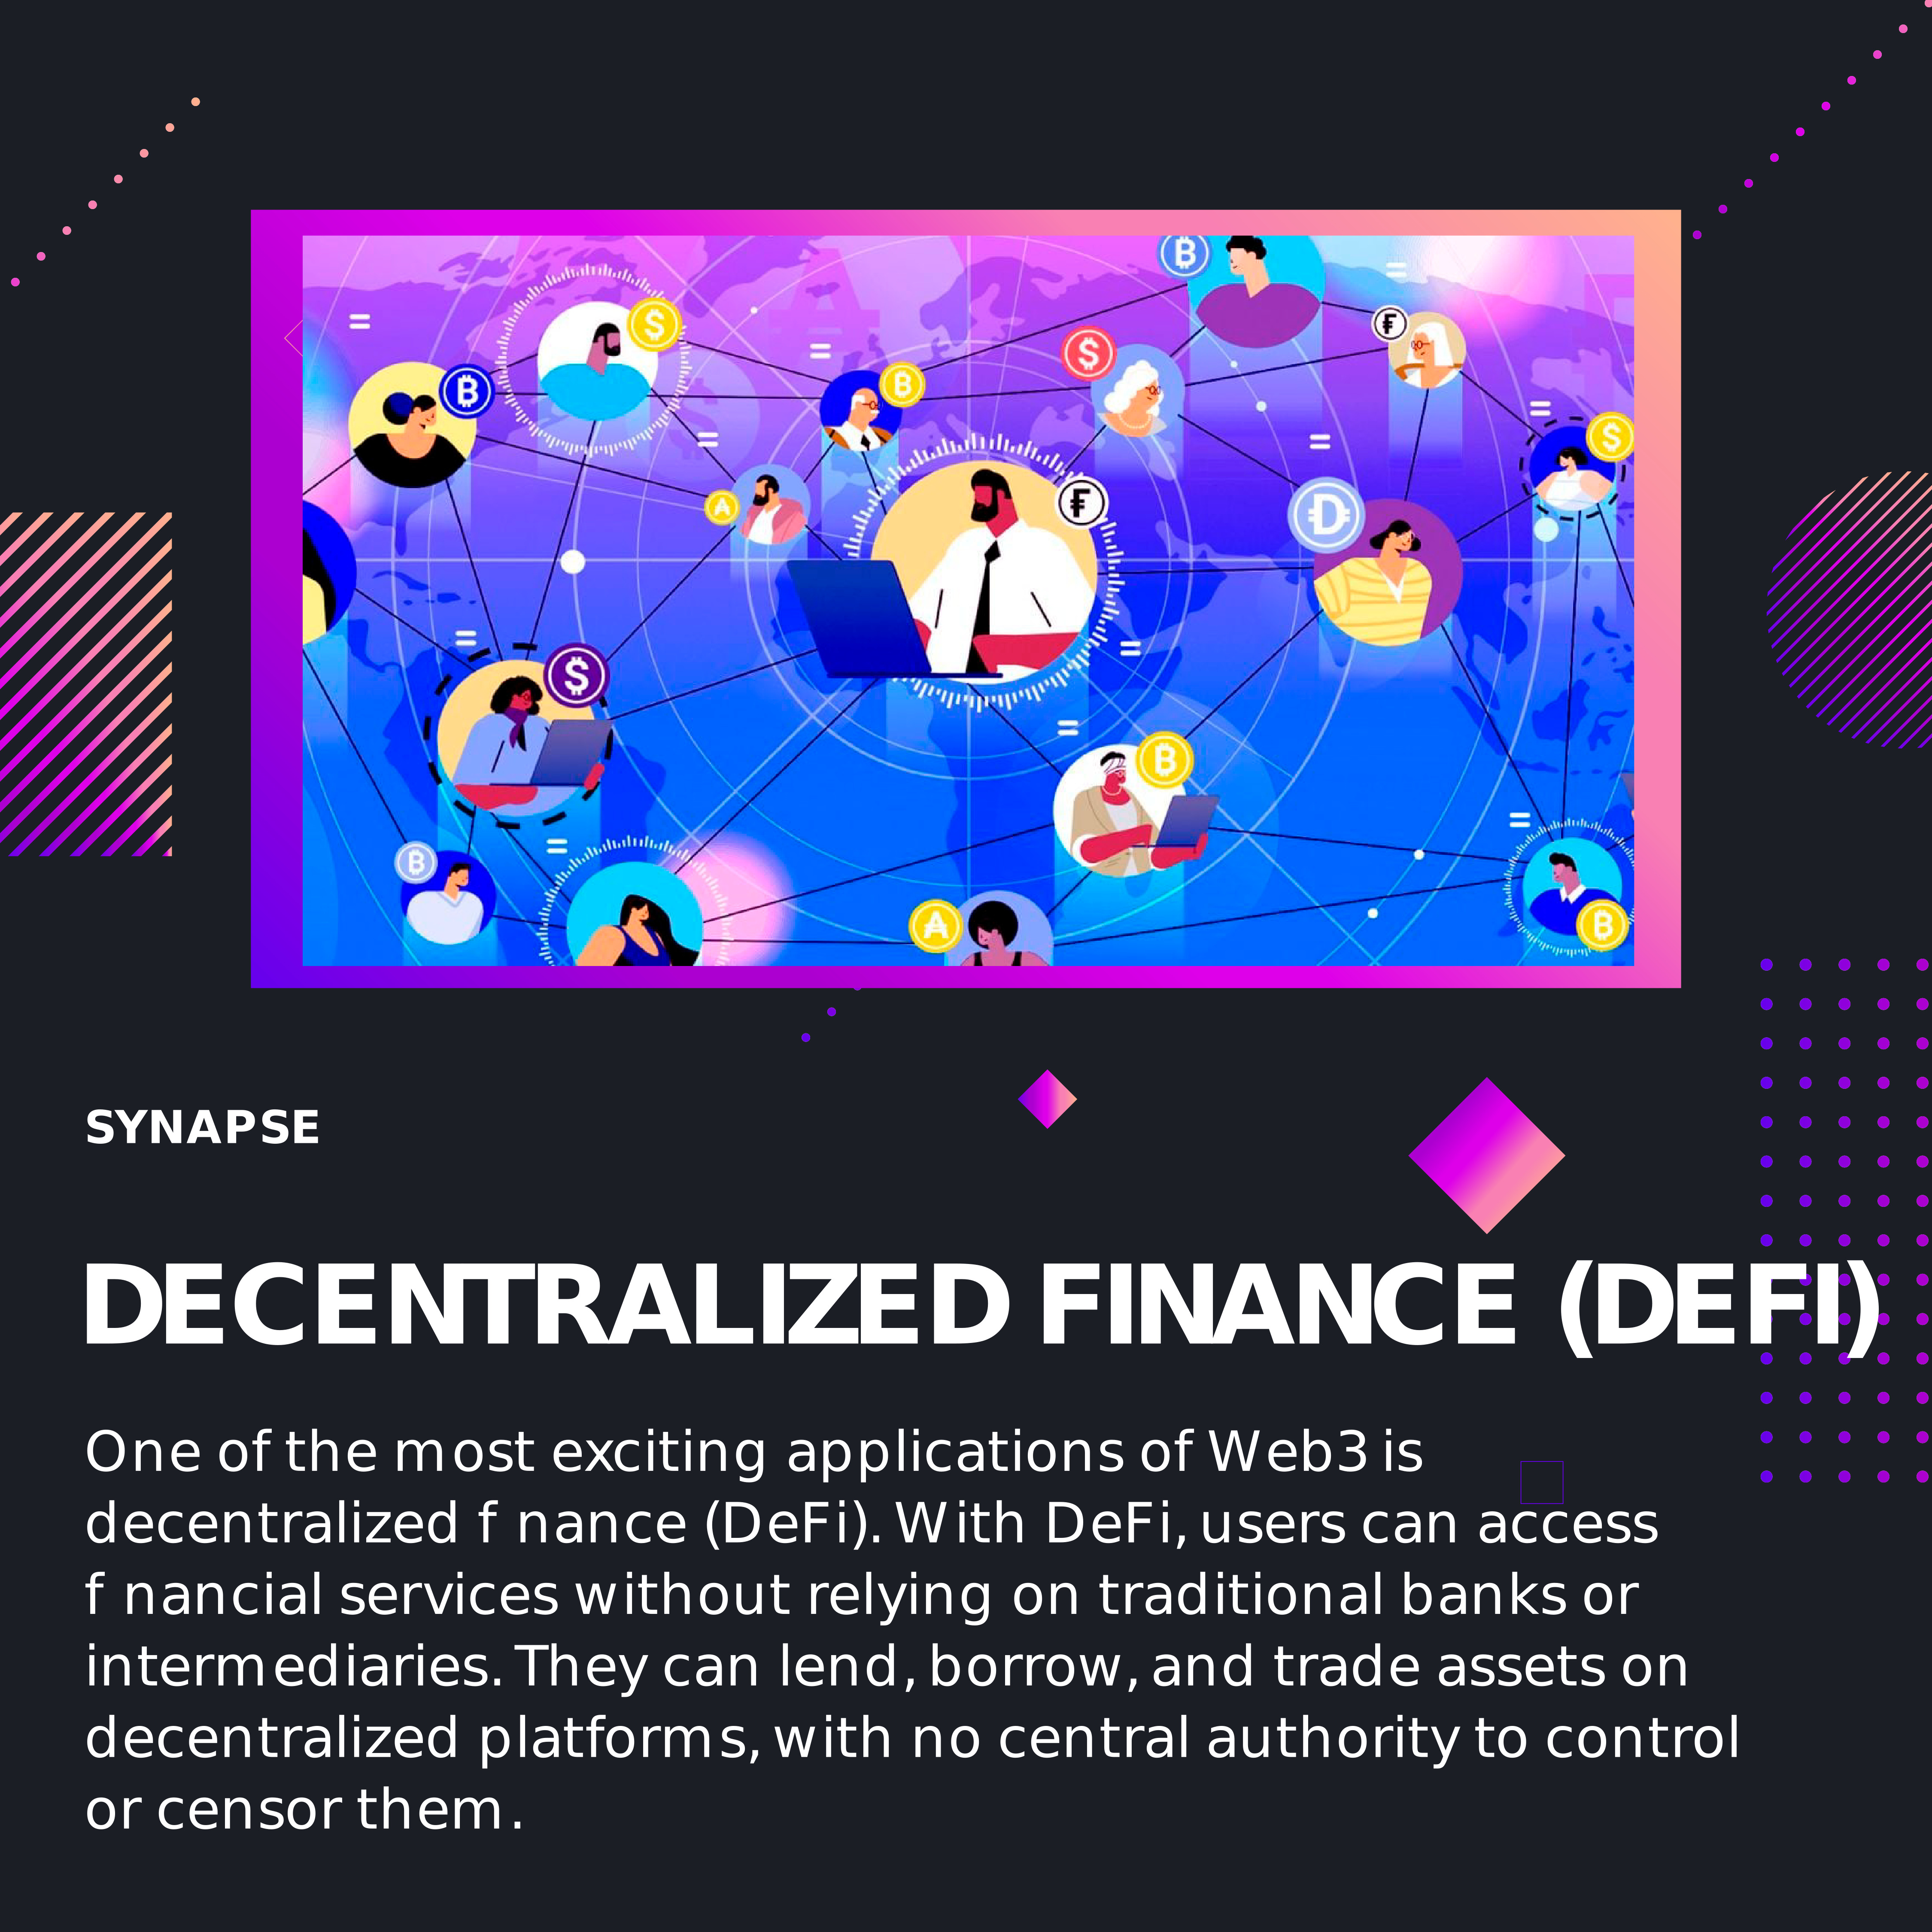 SYNAPSE
DECENTRALIZED FINANCE (DEFI)
One of the most exciting applications of Web3 is
decentralized f nance (DeFi). With DeFi, users can access
f nancial services without relying on traditional banks or
intermediaries. They can lend, borrow, and trade assets on
decentralized platforms, with no central authority to control
or censor them.